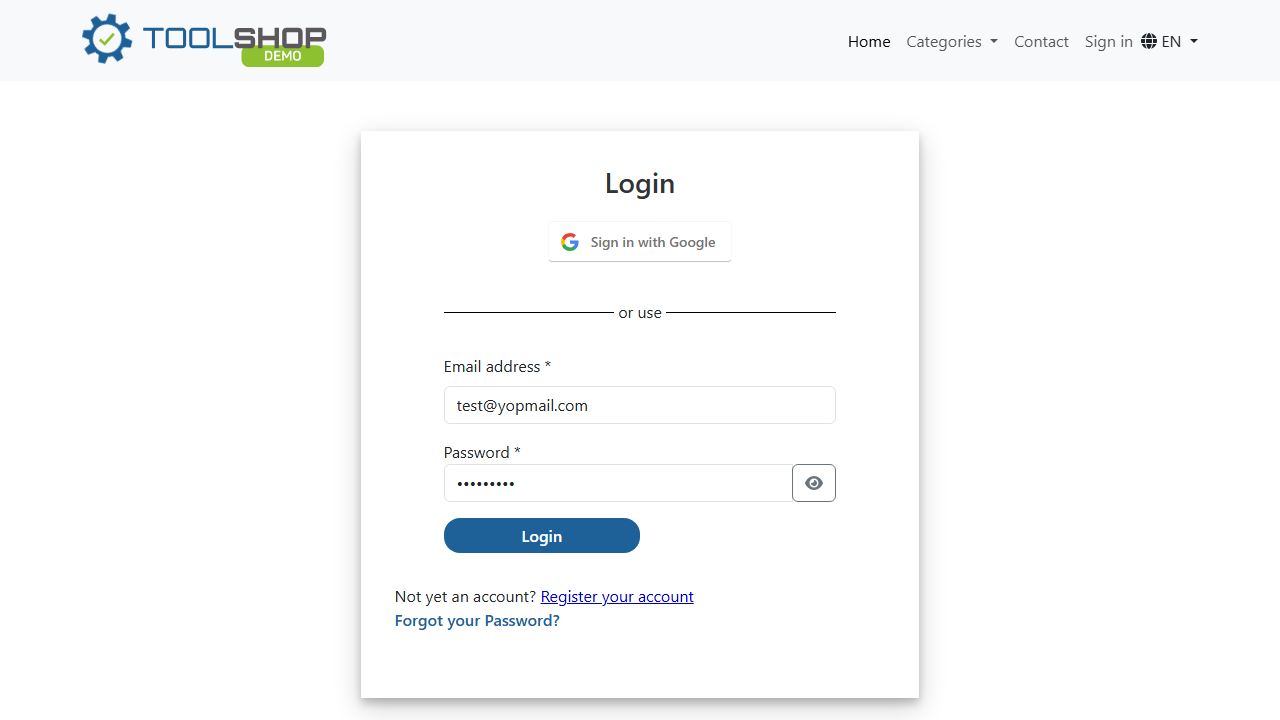 TOOLSHOP
DEMO
Home Categories Contact Sign in EN
Login
Sign in with Google
or use
Email address *
test@yopmail.com
Password *
•••••••••
Login
Not yet an account? Register your account
Forgot your Password?